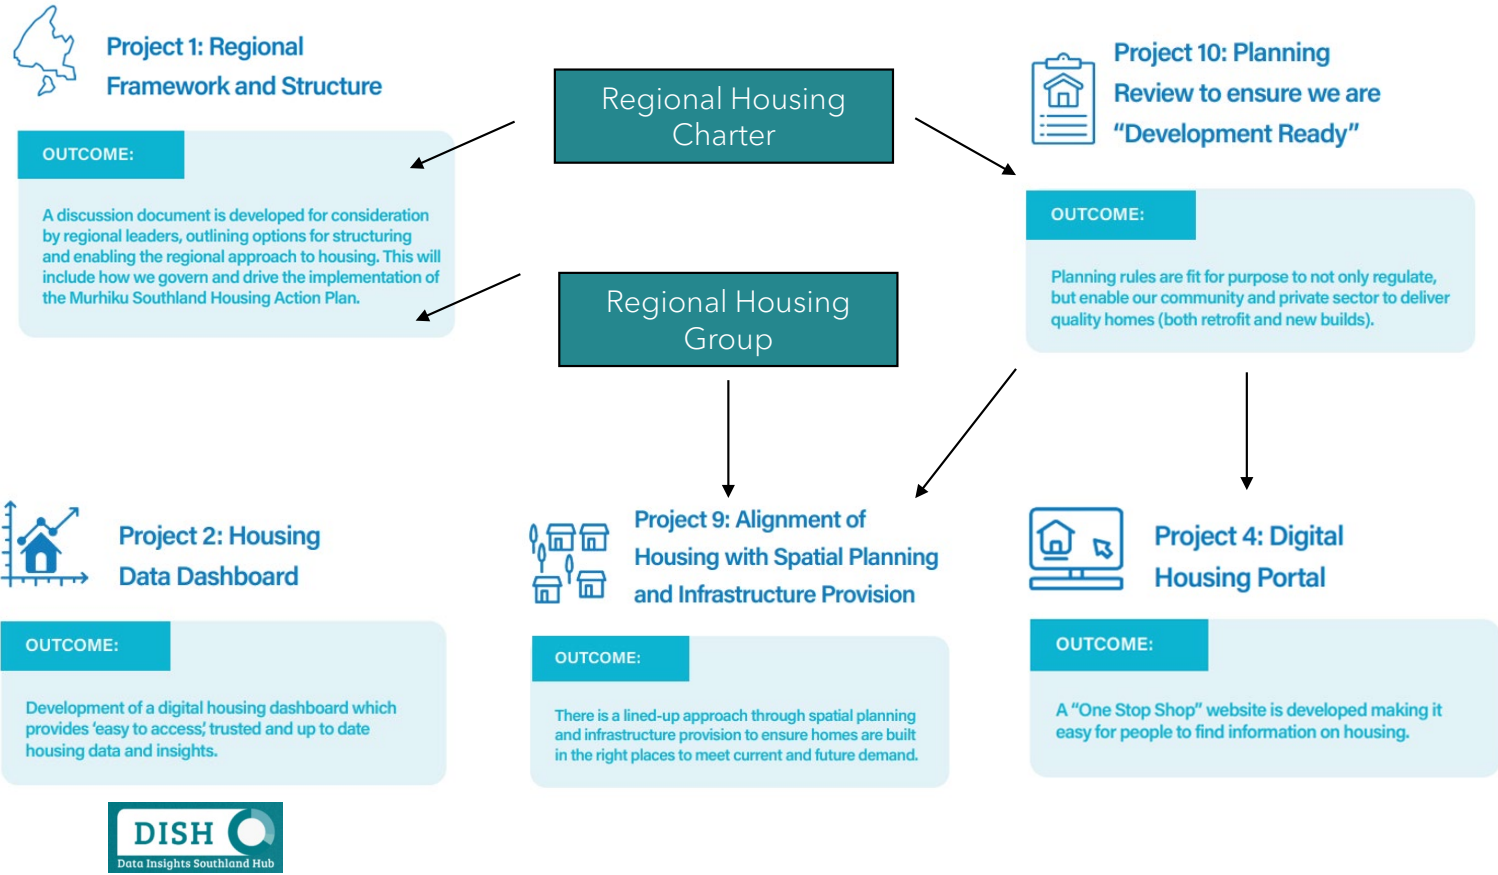 Project 1: Regional
Framework and Structure
OUTCOME:
A discussion document is developed for consideration
by regional leaders, outlining options for structuring
and enabling the regional approach to housing. This will
include how we govern and drive the implementation of
the Murhiku Southland Housing Action Plan.
Regional Housing
Charter
Regional Housing
Group
Project 10: Planning
Review to ensure we are
“Development Ready”
OUTCOME:
Planning rules are fit for purpose to not only regulate,
but enable our community and private sector to deliver
quality homes (both retrofit and new builds).
Project 2: Housing
Data Dashboard
OUTCOME:
Development of a digital housing dashboard which
provides ‘easy to access’, trusted and up to date
housing data and insights.
DISH
Data Insights Southland Hub
Project 9: Alignment of
Housing with Spatial Planning
and Infrastructure Provision
OUTCOME:
There is a lined-up approach through spatial planning
and infrastructure provision to ensure homes are built
in the right places to meet current and future demand.
Project 4: Digital
Housing Portal
OUTCOME:
A “One Stop Shop” website is developed making it
easy for people to find information on housing.